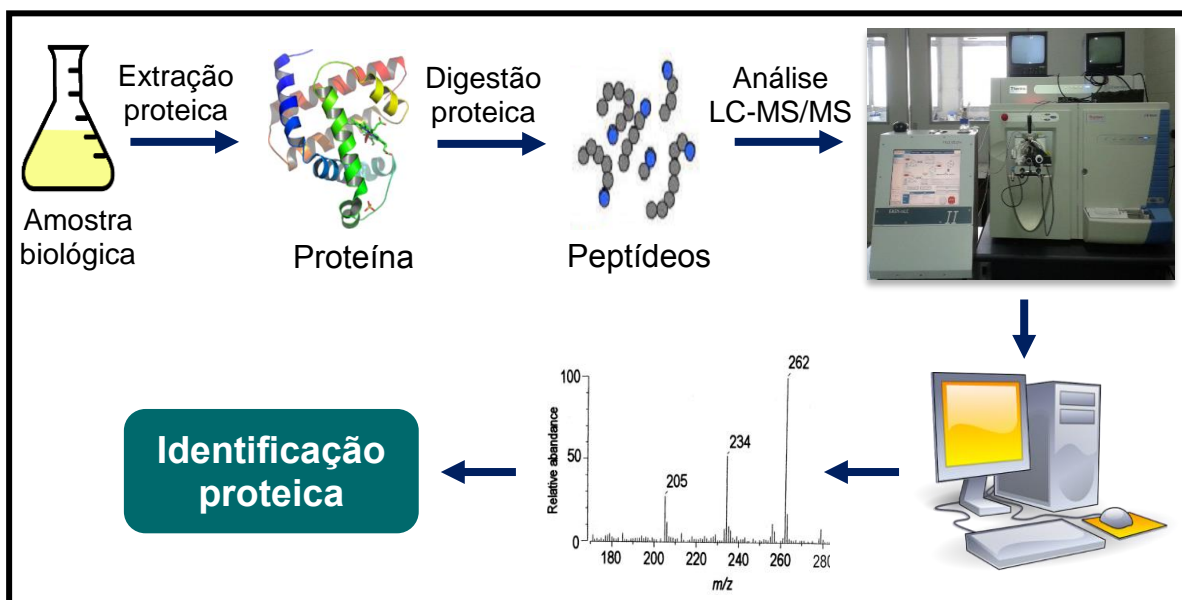 Extração
proteica
Digestão
proteica
Análise
LC-MS/MS
Amostra
biológica
Proteína
Peptídeos
II
Identificação
proteica
Relative abundance
100
50
0
205
234
262
180
200
220
240
260
280
m/z